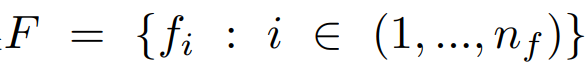 F = {f_i : i ∈ (1, ..., n_f)}